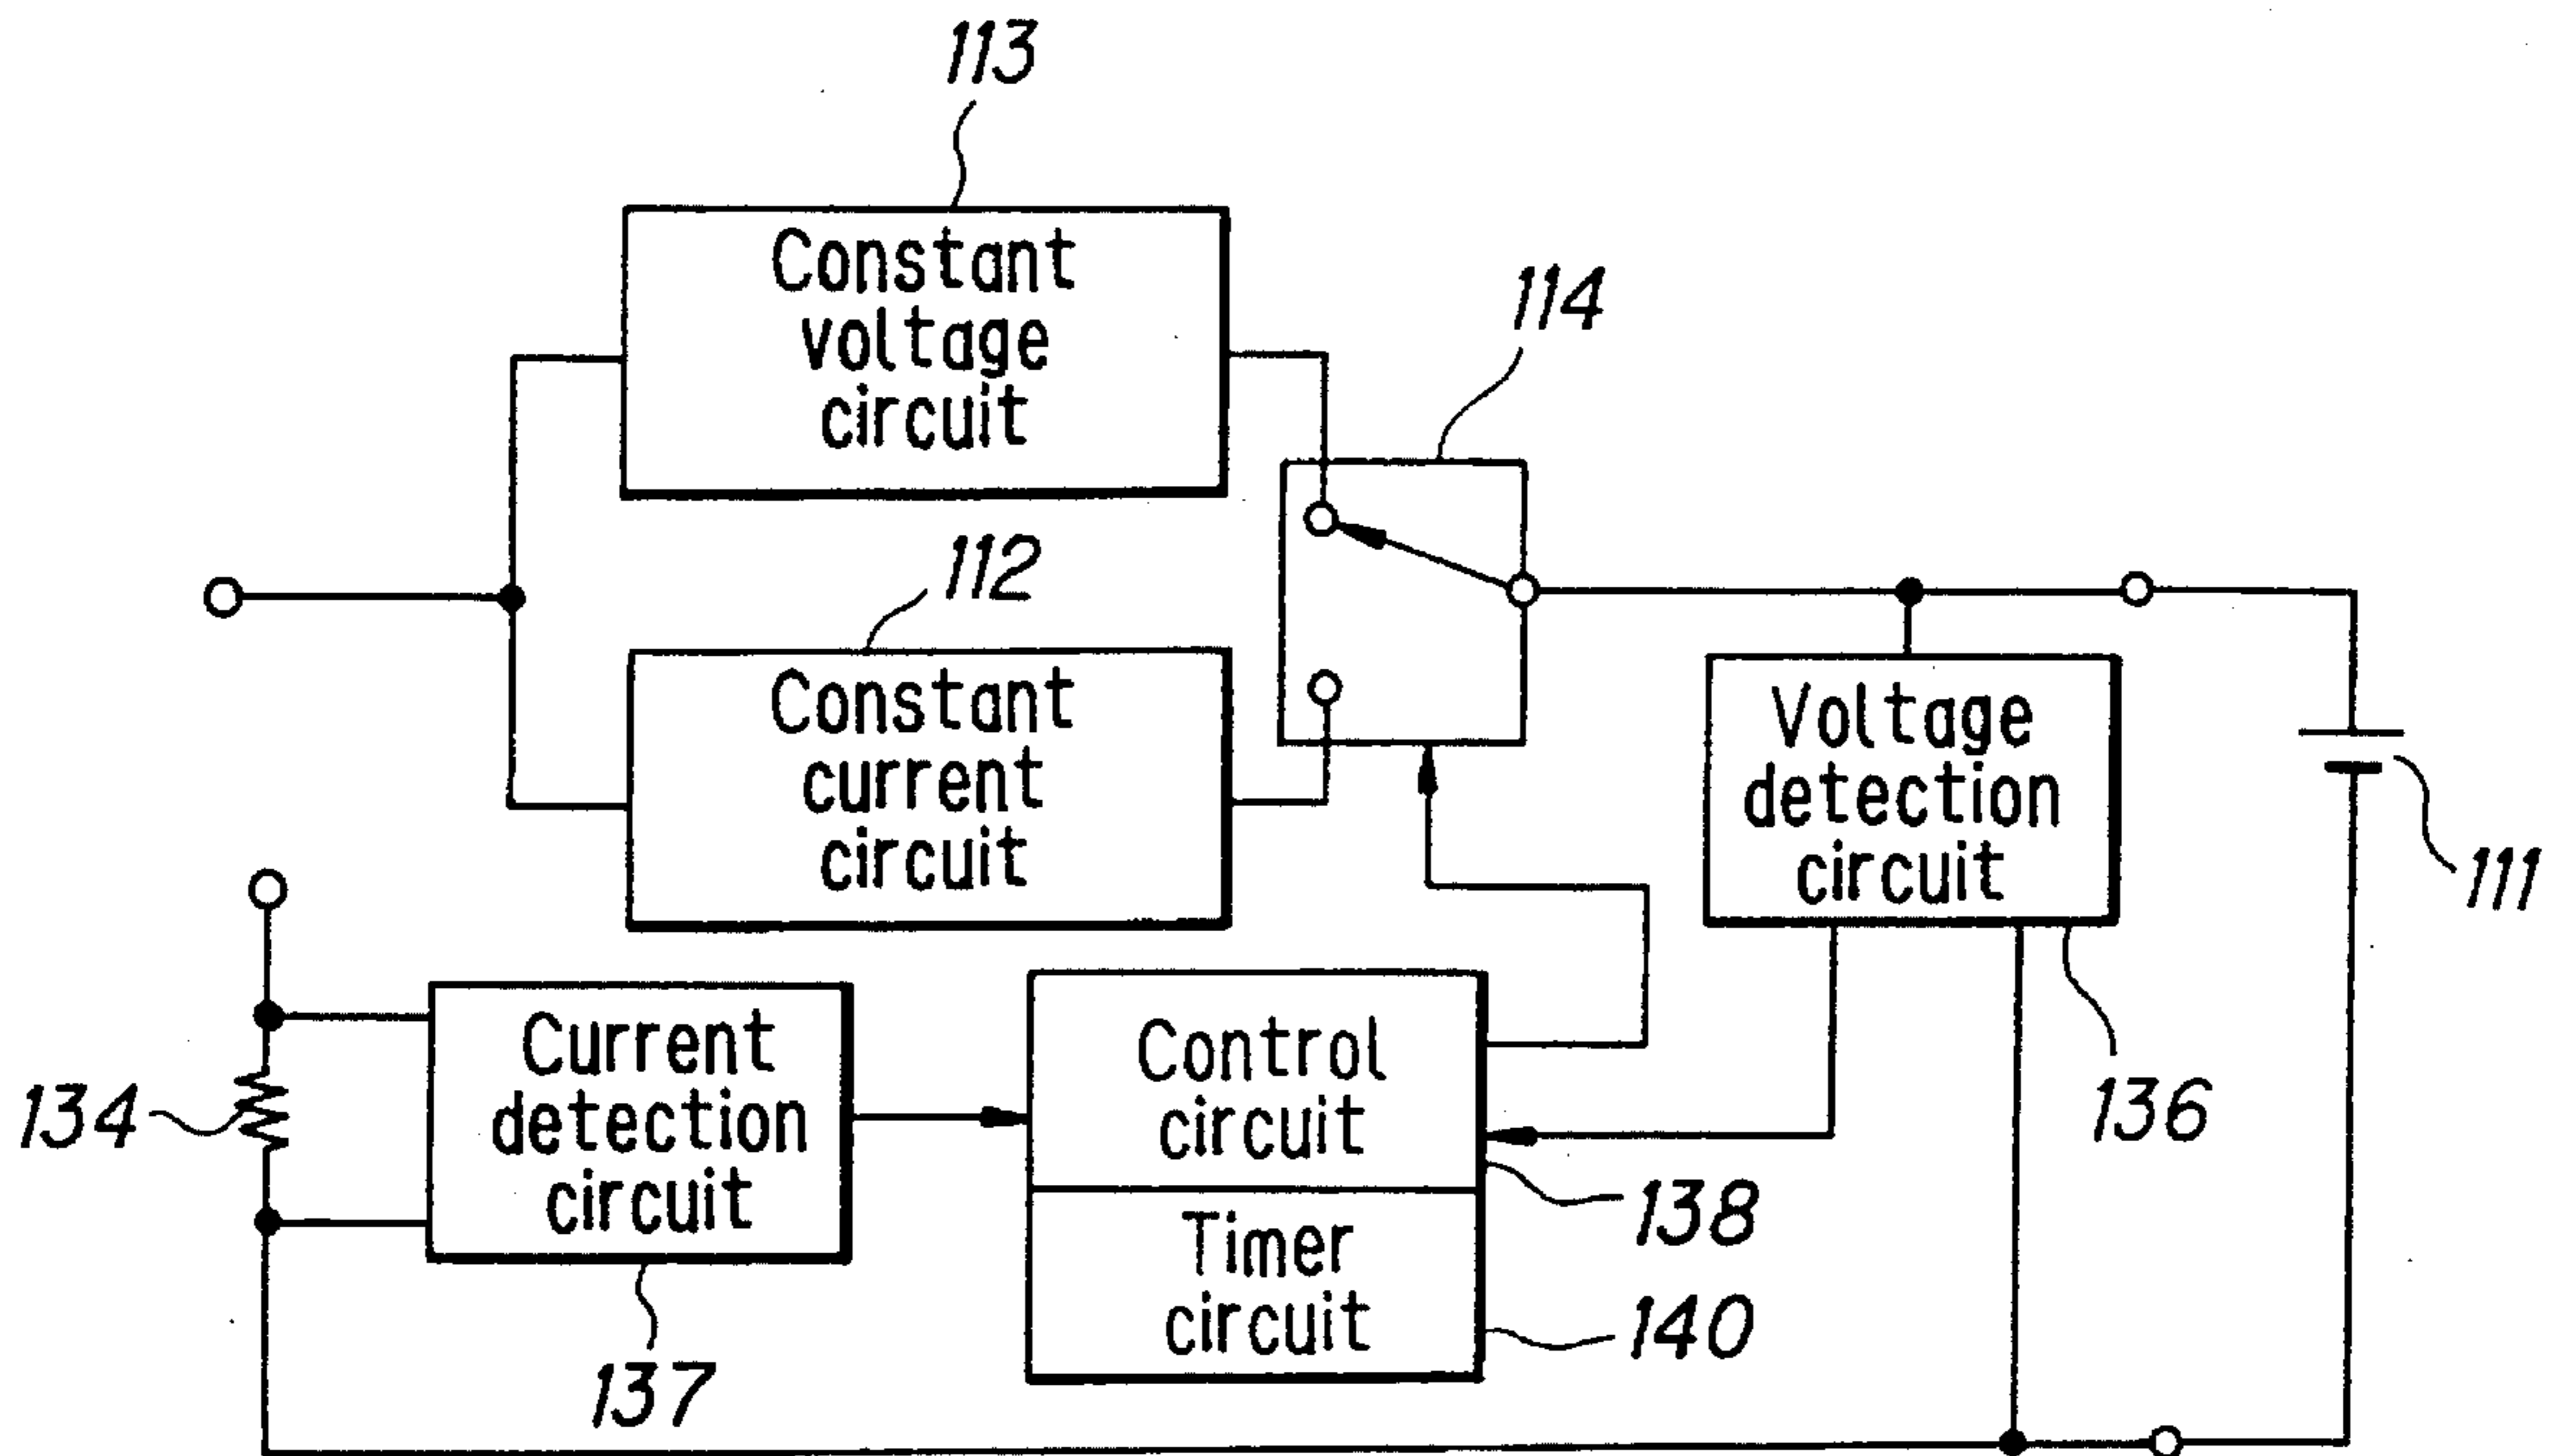 113
Constant
voltage
circuit
114
112
Constant
current
circuit
Voltage
detection
circuit
111
134
Current
detection
circuit
Control
circuit
136
138
Timer
circuit
140
137